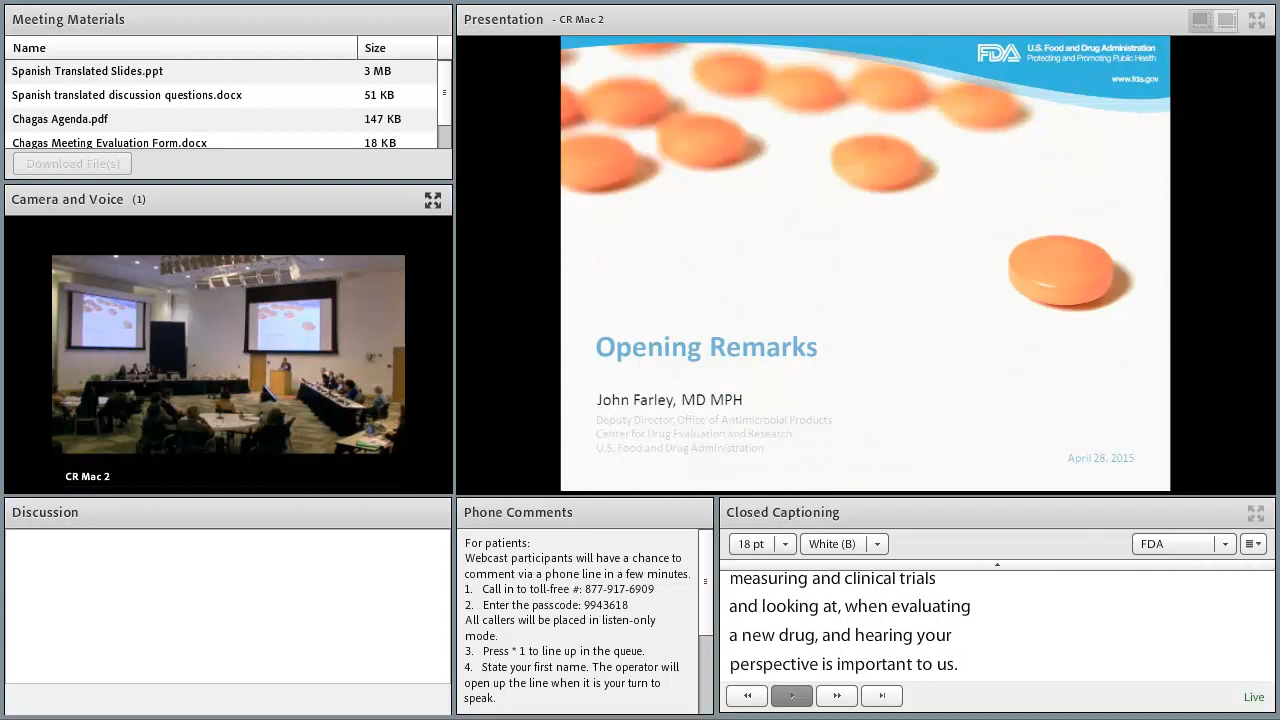 Meeting Materials
Name Size
Spanish Translated Slides.ppt 3 MB
Spanish translated discussion questions.docx 51 KB
Chagas Agenda.pdf 147 KB
Chagas Meeting Evaluation Form.docx 18 KB
Download File(s)
Camera and Voice (1)
CR Mac 2
Discussion
Presentation - CR Mac 2
FDA U.S. Food and Drug Administration
Protecting and Promoting Public Health
www.fda.gov
Opening Remarks
John Farley, MD MPH
Deputy Director, Office of Antimicrobial Products
Center for Drug Evaluation and Research
U.S. Food and Drug Administration
April 28, 2015
Phone Comments
For patients:
Webcast participants will have a chance to
comment via a phone line in a few minutes.
1. Call in to toll-free #: 877-917-6909
2. Enter the passcode: 9943618
All callers will be placed in listen-only
mode.
3. Press * 1 to line up in the queue.
4. State your first name. The operator will
open up the line when it is your turn to
speak.
Closed Captioning
18 pt White (B) FDA
measuring and clinical trials
and looking at, when evaluating
a new drug, and hearing your
perspective is important to us.
Live